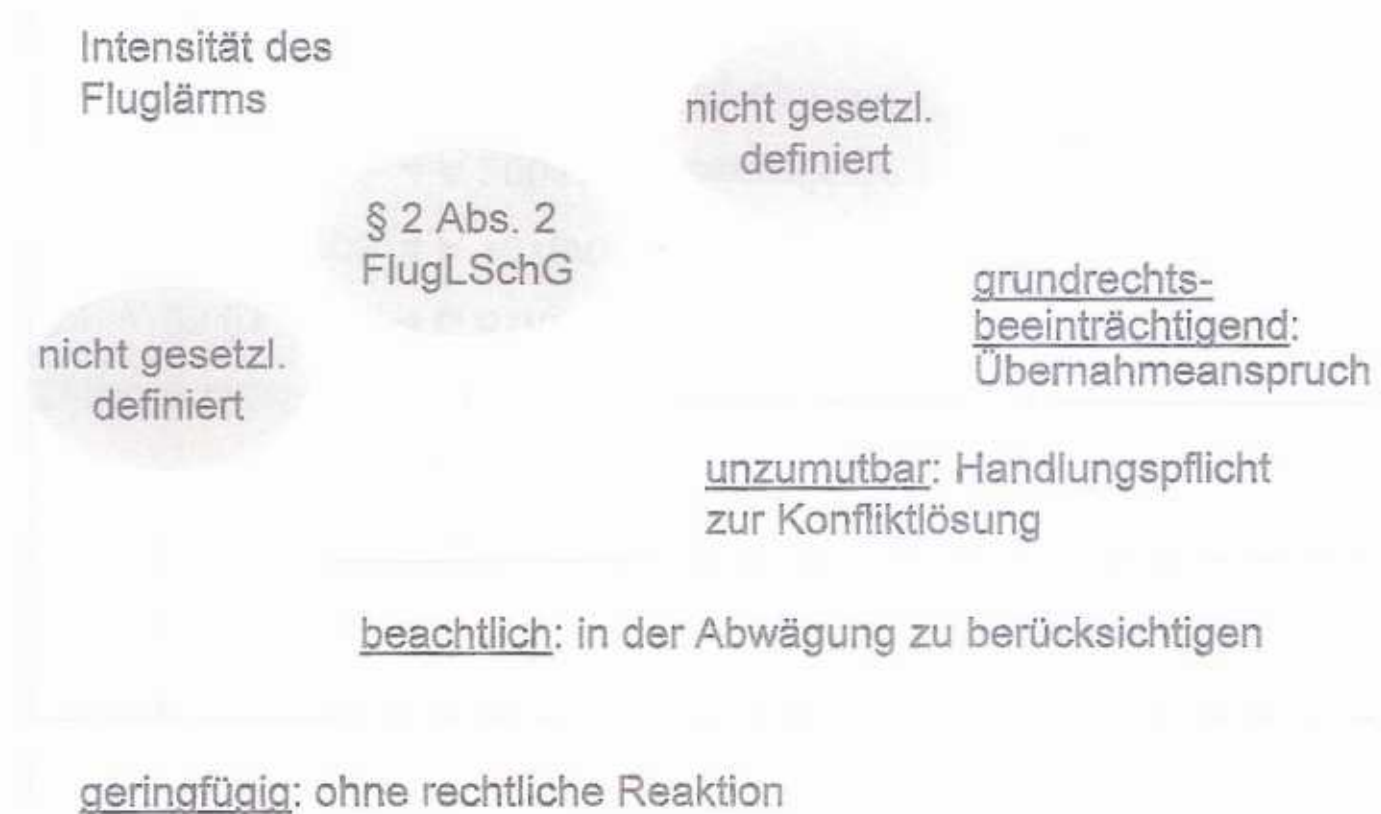 Intensität des
Fluglärms
nicht gesetzl.
definiert
§ 2 Abs. 2
FlugLSchG
nicht gesetzl.
definiert
grundrechts-
beeinträchtigend:
Übernahmeanspruch
unzumutbar: Handlungspflicht
zur Konfliktlösung
beachtlich: in der Abwägung zu berücksichtigen
geringfügig: ohne rechtliche Reaktion